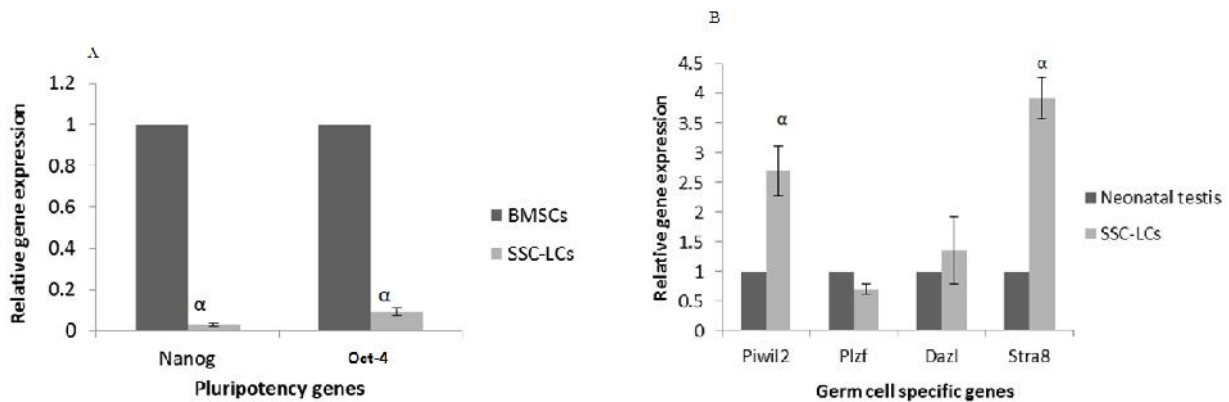 A
1.2
1
0.8
0.6
0.4
0.2
0
Relative gene expression
α
α
Nanog
Oct-4
Pluripotency genes
BMSCs
SSC-LCs
B
4.5
4
3.5
3
2.5
2
1.5
1
0.5
0
Relative gene expression
α
α
Piwil2
Plzf
Dazl
Stra8
Germ cell specific genes
Neonatal testis
SSC-LCs